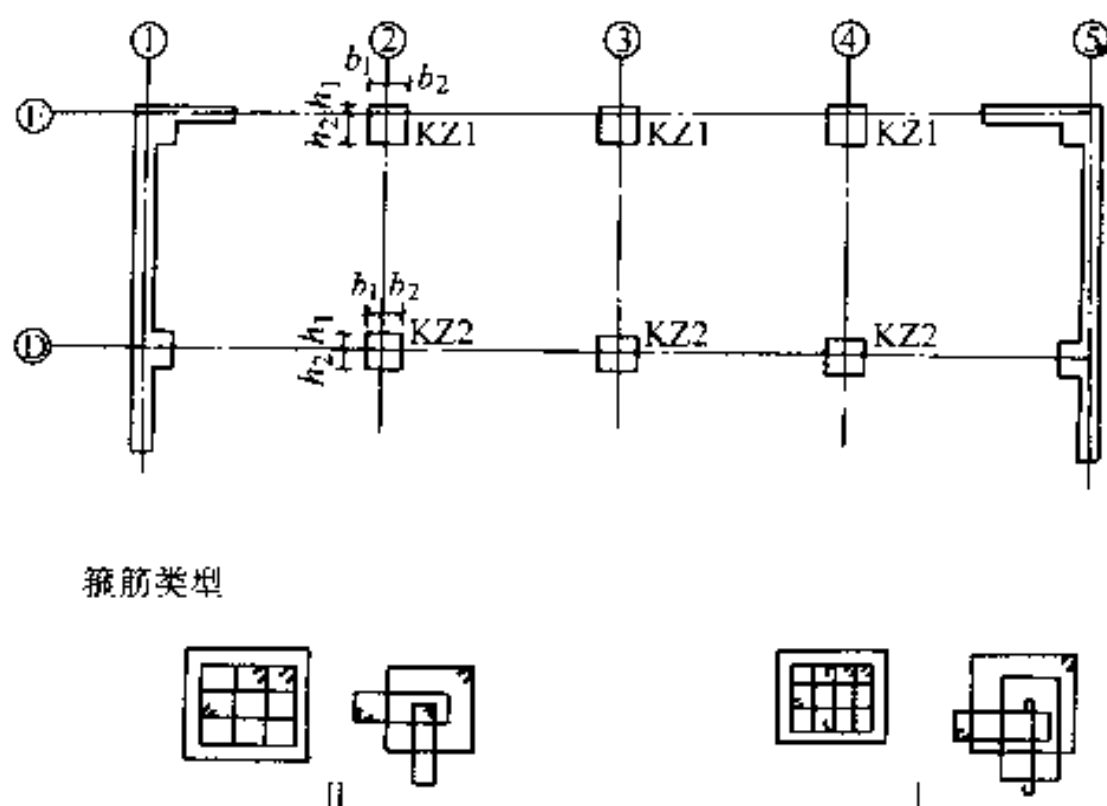 ① ② ③ ④ ⑤
b₁ b₂
h₁
h₂
KZ1 KZ1 KZ1
b₁ b₂
h₁
h₂
KZ2 KZ2 KZ2
D
箍筋类型